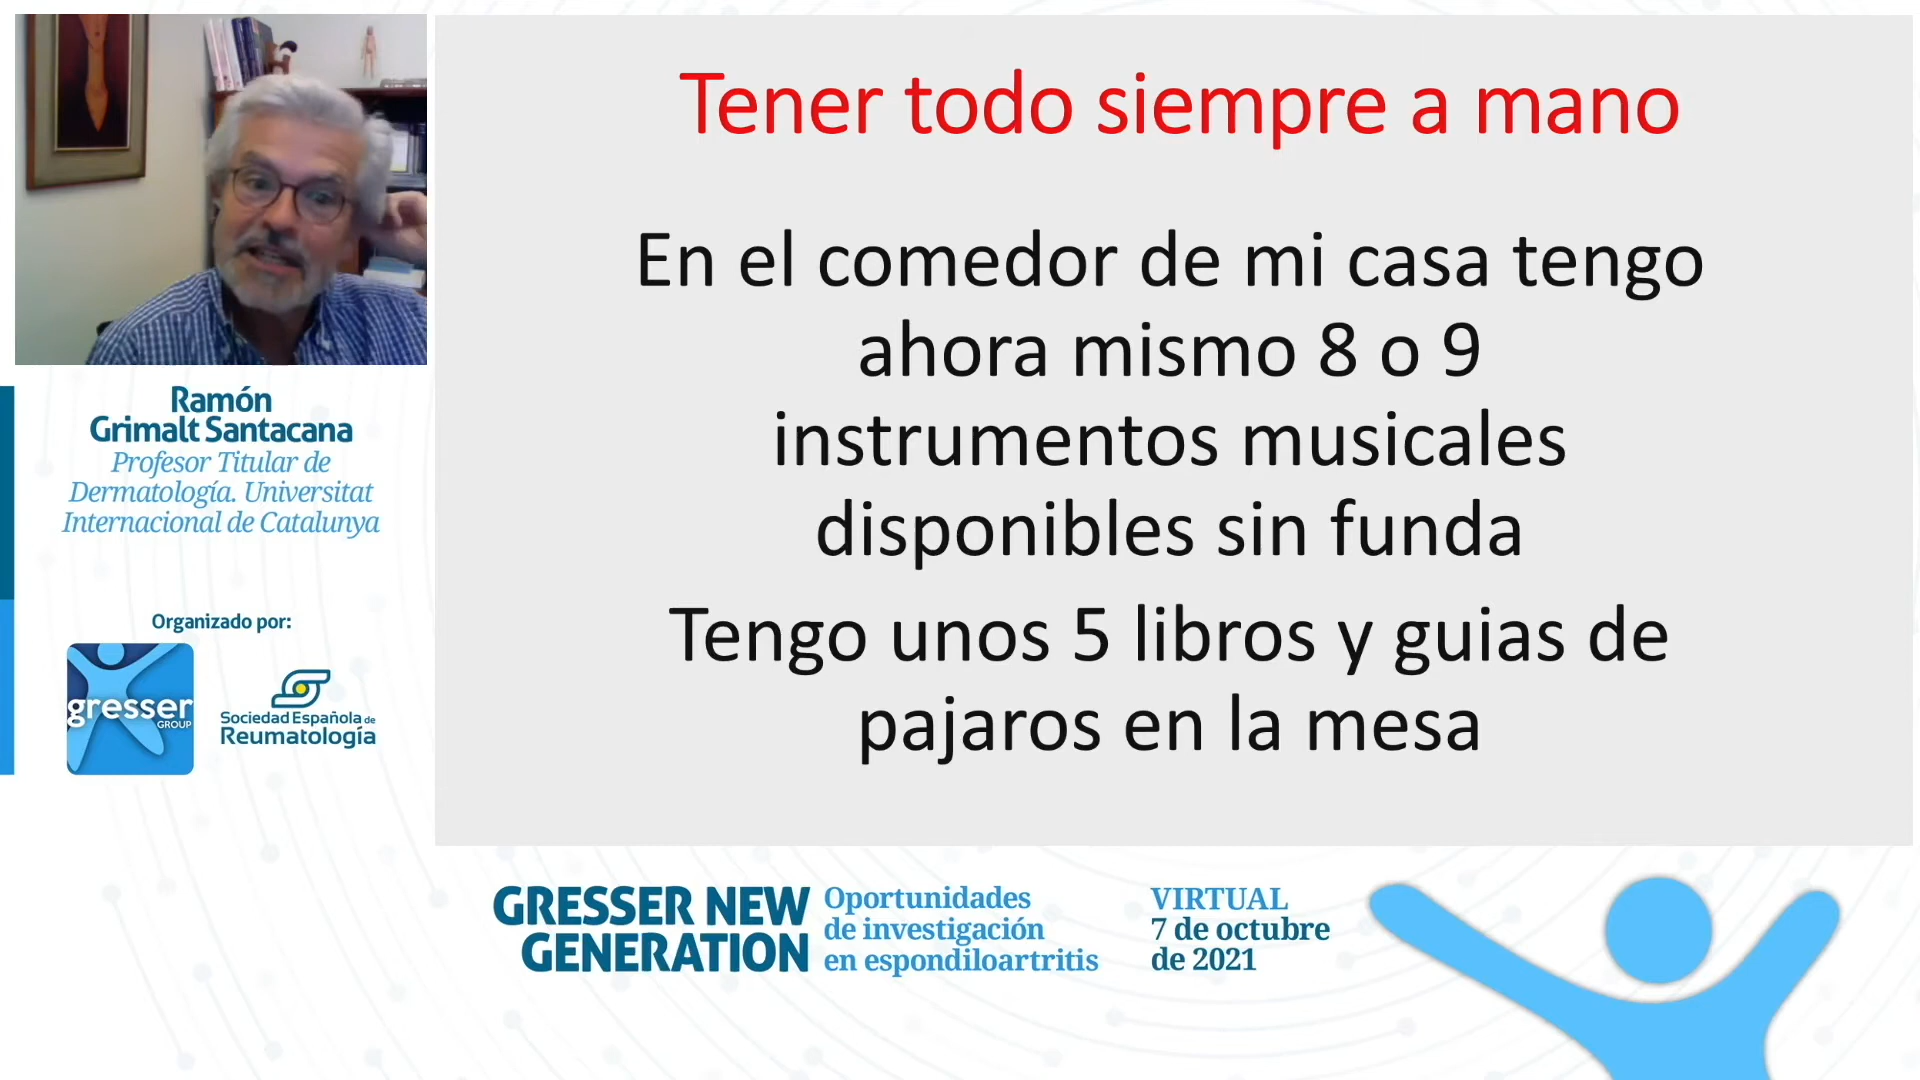 Tener todo siempre a mano
En el comedor de mi casa tengo
ahora mismo 8 o 9
instrumentos musicales
disponibles sin funda
Tengo unos 5 libros y guias de
pajaros en la mesa
Ramón
Grimalt Santacana
Profesor Titular de
Dermatología. Universitat
Internacional de Catalunya
Organizado por:
gresser
GROUP
Sociedad Española de
Reumatología
GRESSER NEW
GENERATION
Oportunidades
de investigación
en espondiloartritis
VIRTUAL
7 de octubre
de 2021